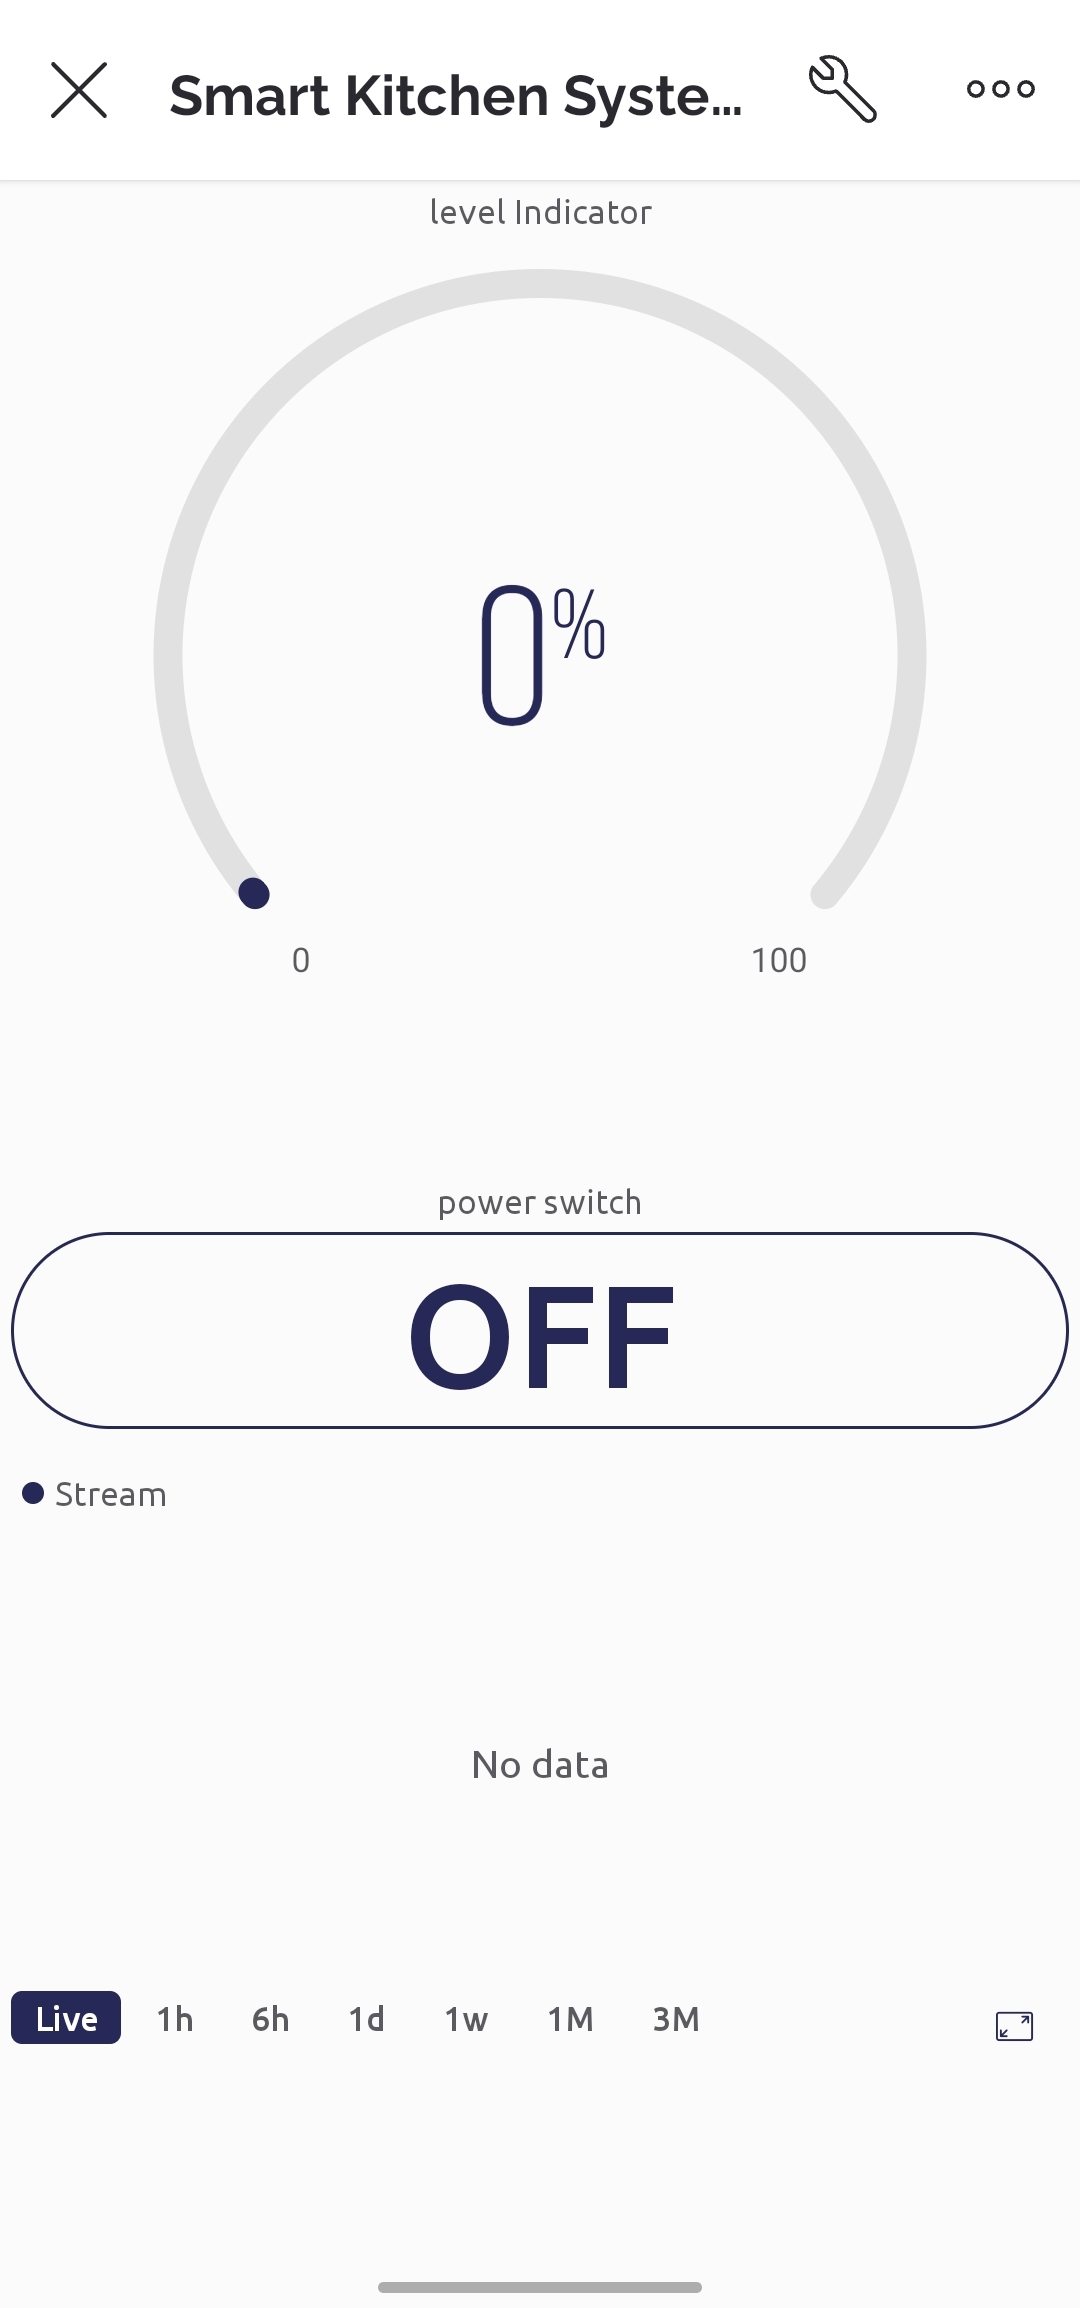 Smart Kitchen Syste...
level Indicator
0%
0 100
power switch
OFF
Stream
No data
Live 1h 6h 1d 1w 1M 3M